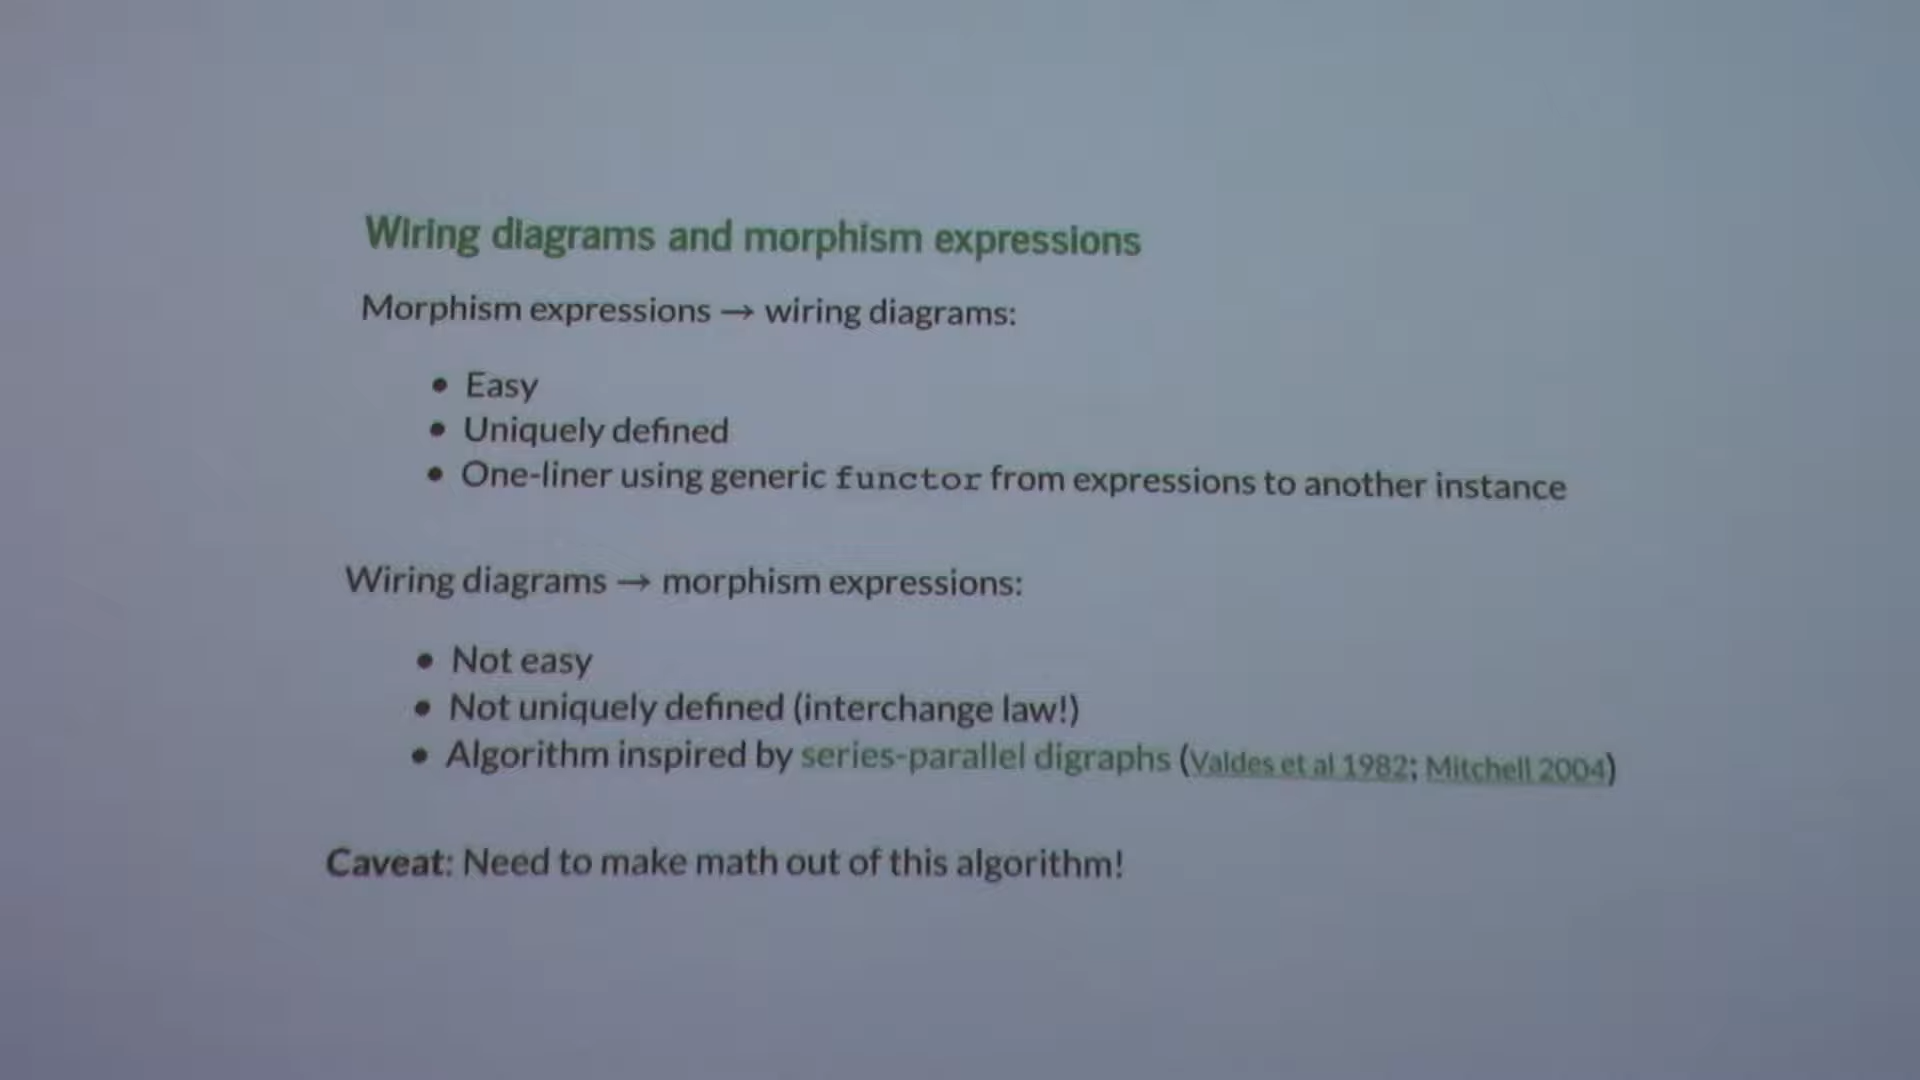 Wiring diagrams and morphism expressions
Morphism expressions → wiring diagrams:
• Easy
• Uniquely defined
• One-liner using generic functor from expressions to another instance
Wiring diagrams → morphism expressions:
• Not easy
• Not uniquely defined (interchange law!)
• Algorithm inspired by series-parallel digraphs (Valdes et al 1982; Mitchell 2004)
Caveat: Need to make math out of this algorithm!